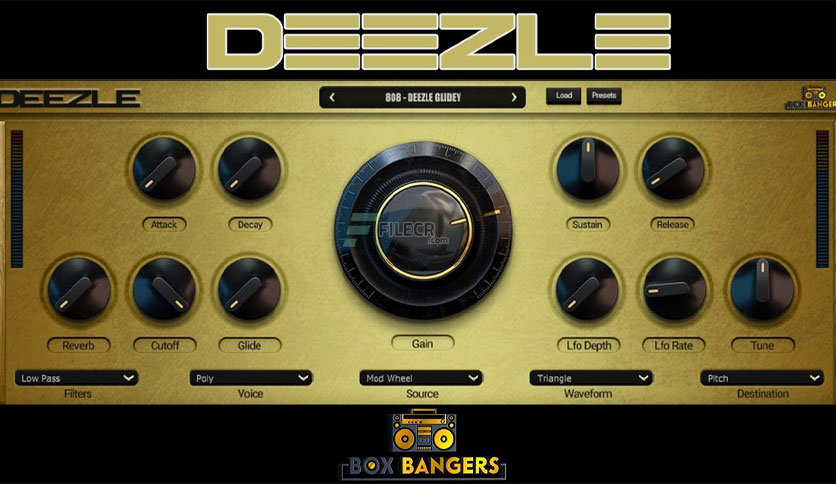 DEEZLE
DEEZLE
808 - DEEZLE GLIDEY
Load
Presets
BOX BANGERS
Attack
Decay
Sustain
Release
FILECR
.com
Reverb
Cutoff
Glide
Gain
Lfo Depth
Lfo Rate
Tune
Low Pass
Poly
Mod Wheel
Triangle
Pitch
Filters
Voice
Source
Waveform
Destination
BOX BANGERS